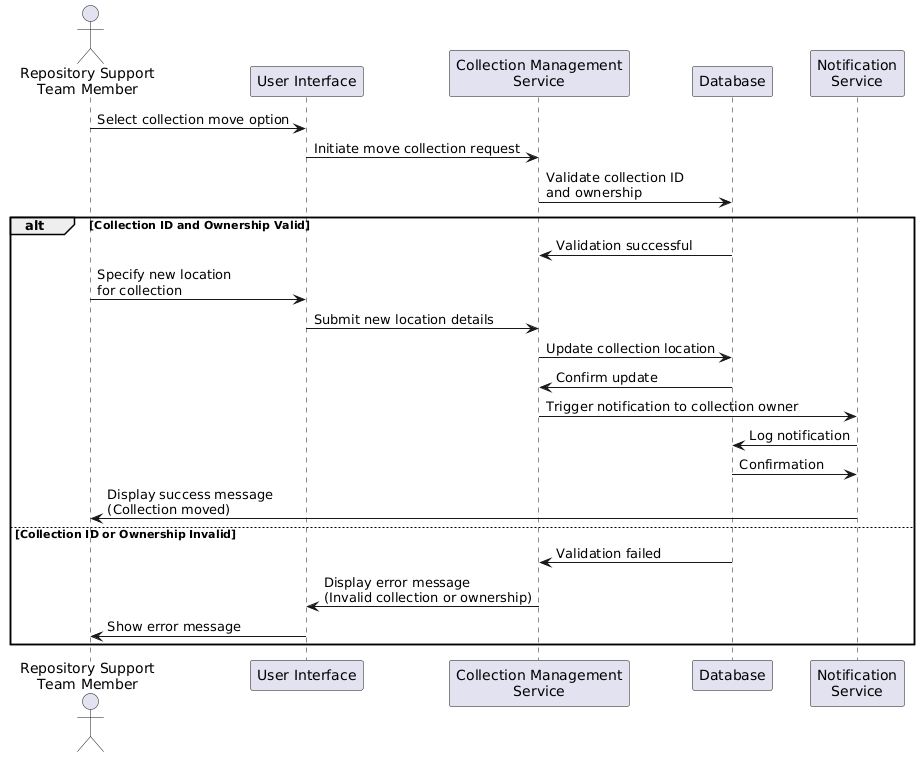 Repository Support
Team Member
User Interface
Collection Management
Service
Database
Notification
Service
Select collection move option
Initiate move collection request
Validate collection ID
and ownership
alt
[Collection ID and Ownership Valid]
Validation successful
Specify new location
for collection
Submit new location details
Update collection location
Confirm update
Trigger notification to collection owner
Log notification
Confirmation
Display success message
(Collection moved)
[Collection ID or Ownership Invalid]
Validation failed
Display error message
(Invalid collection or ownership)
Show error message
Repository Support
Team Member
User Interface
Collection Management
Service
Database
Notification
Service